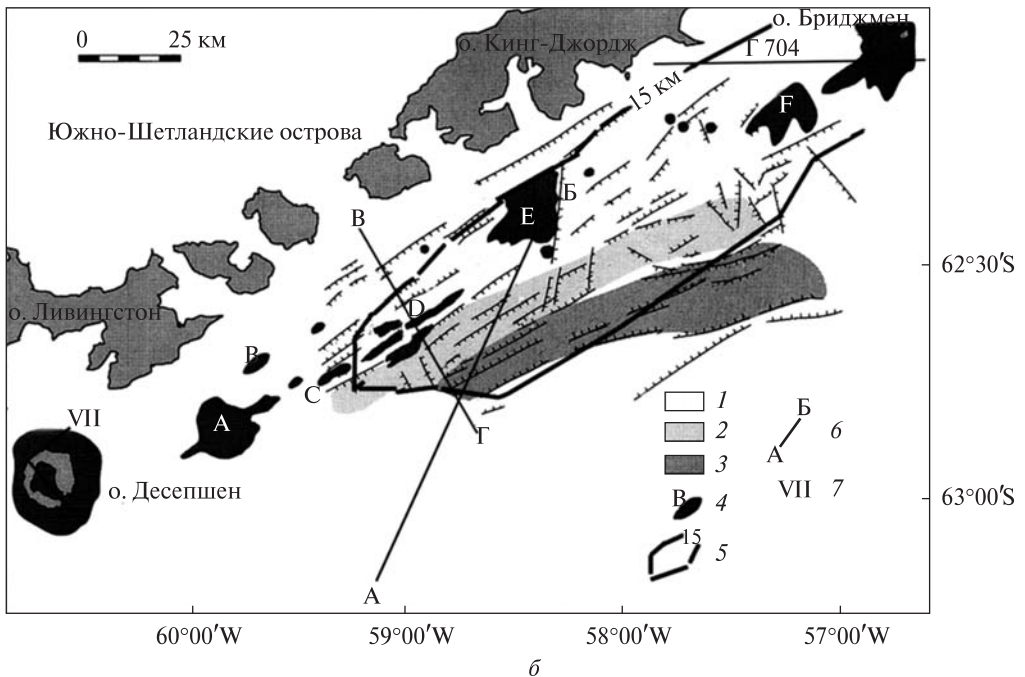 о. Бриджмен
0 25 км
о. Кинг-Джордж
Г 704
15 км
F
Южно-Шетландские острова
Б
E
В
62°30′S
D
о. Ливингстон
B
C
A
VII
Г
о. Десепшен
1
2
3
B 4
15 5
Б
А
6
VII 7
63°00′S
А
60°00′W 59°00′W 58°00′W 57°00′W
б